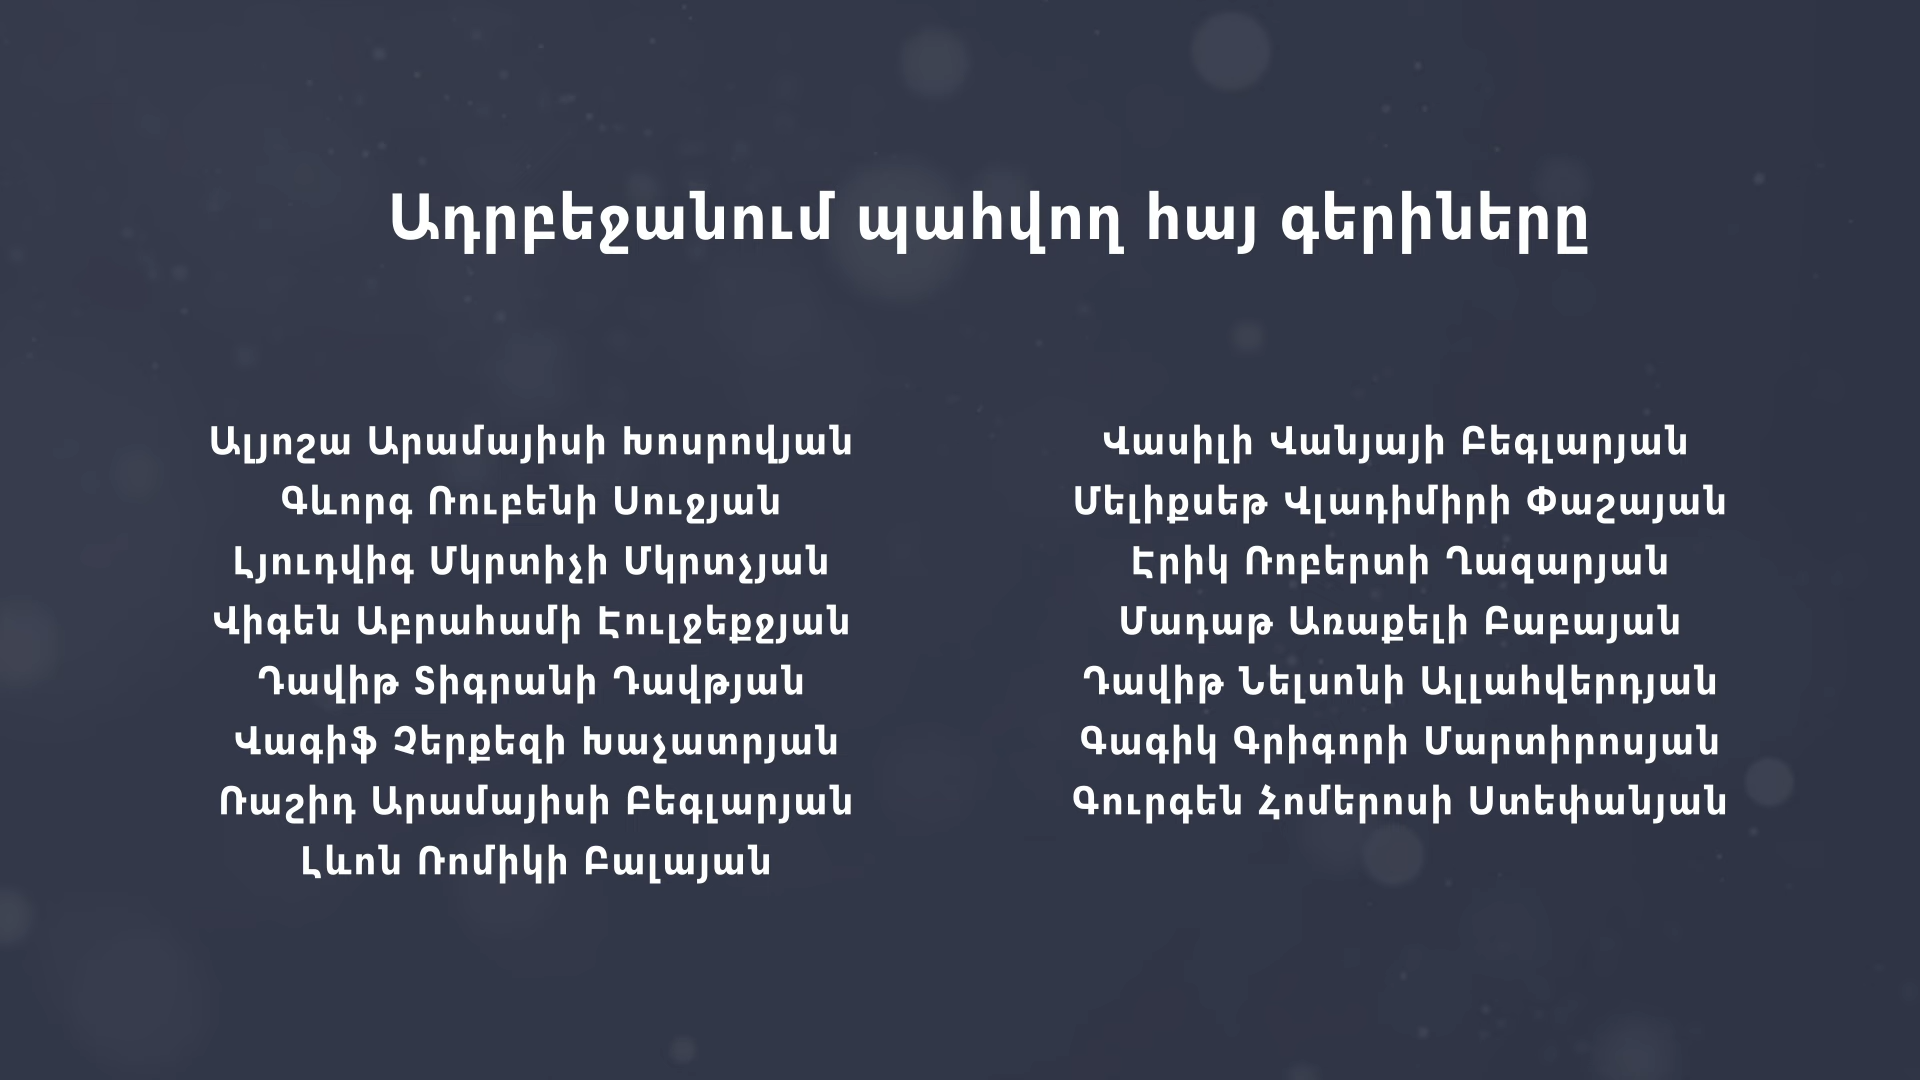 Ադրբեջանում պահվող հայ գերիները
Ալյոշա Արամայիսի Խոսրովյան
Գևորգ Ռուբենի Սուջյան
Լյուդվիգ Մկրտիչի Մկրտչյան
Վիգեն Աբրահամի Էուլջեքջյան
Դավիթ Տիգրանի Դավթյան
Վագիֆ Չերքեզի Խաչատրյան
Ռաշիդ Արամայիսի Բեգլարյան
Լևոն Ռոմիկի Բալայան
Վասիլի Վանյայի Բեգլարյան
Մելիքսեթ Վլադիմիրի Փաշայան
Էրիկ Ռոբերտի Ղազարյան
Մադաթ Առաքելի Բաբայան
Դավիթ Նելսոնի Ալլահվերդյան
Գագիկ Գրիգորի Մարտիրոսյան
Գուրգեն Հոմերոսի Ստեփանյան